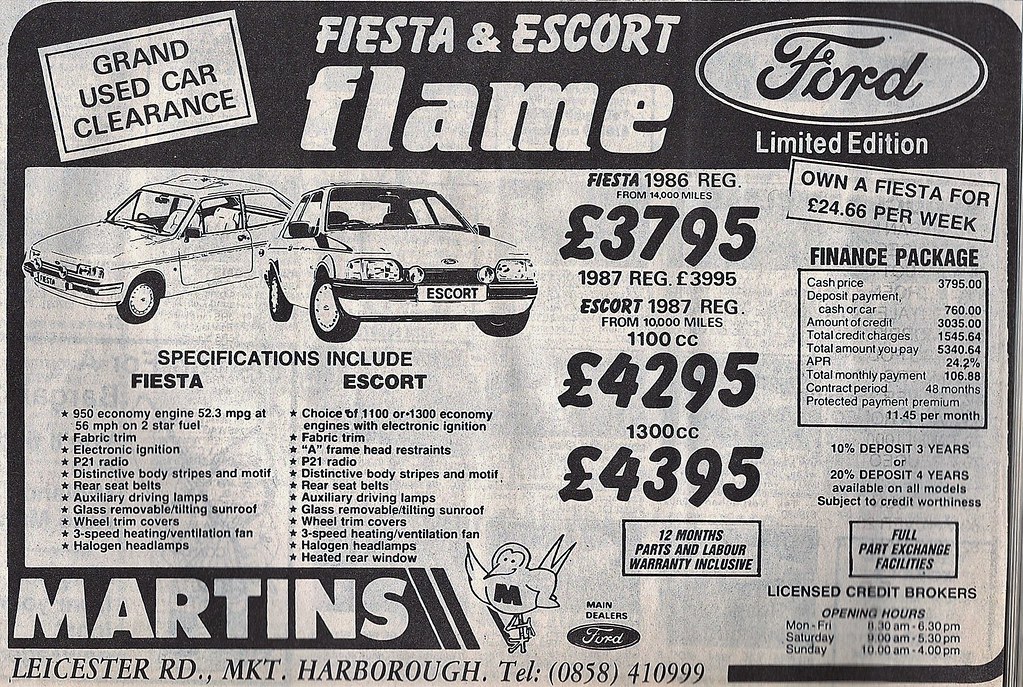 GRAND
USED CAR
CLEARANCE
FIESTA & ESCORT
flame
Ford
Limited Edition
FIESTA
ESCORT
SPECIFICATIONS INCLUDE
FIESTA
★ 950 economy engine 52.3 mpg at
56 mph on 2 star fuel
★ Fabric trim
★ Electronic ignition
★ P21 radio
★ Distinctive body stripes and motif
★ Rear seat belts
★ Auxiliary driving lamps
★ Glass removable/tilting sunroof
★ Wheel trim covers
★ 3-speed heating/ventilation fan
★ Halogen headlamps
ESCORT
★ Choice of 1100 or 1300 economy
engines with electronic ignition
★ Fabric trim
★ "A" frame head restraints
★ P21 radio
★ Distinctive body stripes and motif
★ Rear seat belts
★ Auxiliary driving lamps
★ Glass removable/tilting sunroof
★ Wheel trim covers
★ 3-speed heating/ventilation fan
★ Halogen headlamps
★ Heated rear window
FIESTA 1986 REG.
FROM 14,000 MILES
£3795
1987 REG. £3995
ESCORT 1987 REG.
FROM 10,000 MILES
1100 cc
£4295
1300 cc
£4395
12 MONTHS
PARTS AND LABOUR
WARRANTY INCLUSIVE
OWN A FIESTA FOR
£24.66 PER WEEK
FINANCE PACKAGE
Cash price 3795.00
Deposit payment,
cash or car 760.00
Amount of credit 3035.00
Total credit charges 1545.64
Total amount you pay 5340.64
APR 24.2%
Total monthly payment 106.88
Contract period 48 months
Protected payment premium
11.45 per month
10% DEPOSIT 3 YEARS
or
20% DEPOSIT 4 YEARS
available on all models
Subject to credit worthiness
FULL
PART EXCHANGE
FACILITIES
LICENSED CREDIT BROKERS
OPENING HOURS
Mon - Fri 8.30 am - 6.30 pm
Saturday 9.00 am - 5.30 pm
Sunday 10.00 am - 4.00 pm
MARTINS
M
MAIN
DEALERS
Ford
LEICESTER RD., MKT. HARBOROUGH. Tel: (0858) 410999